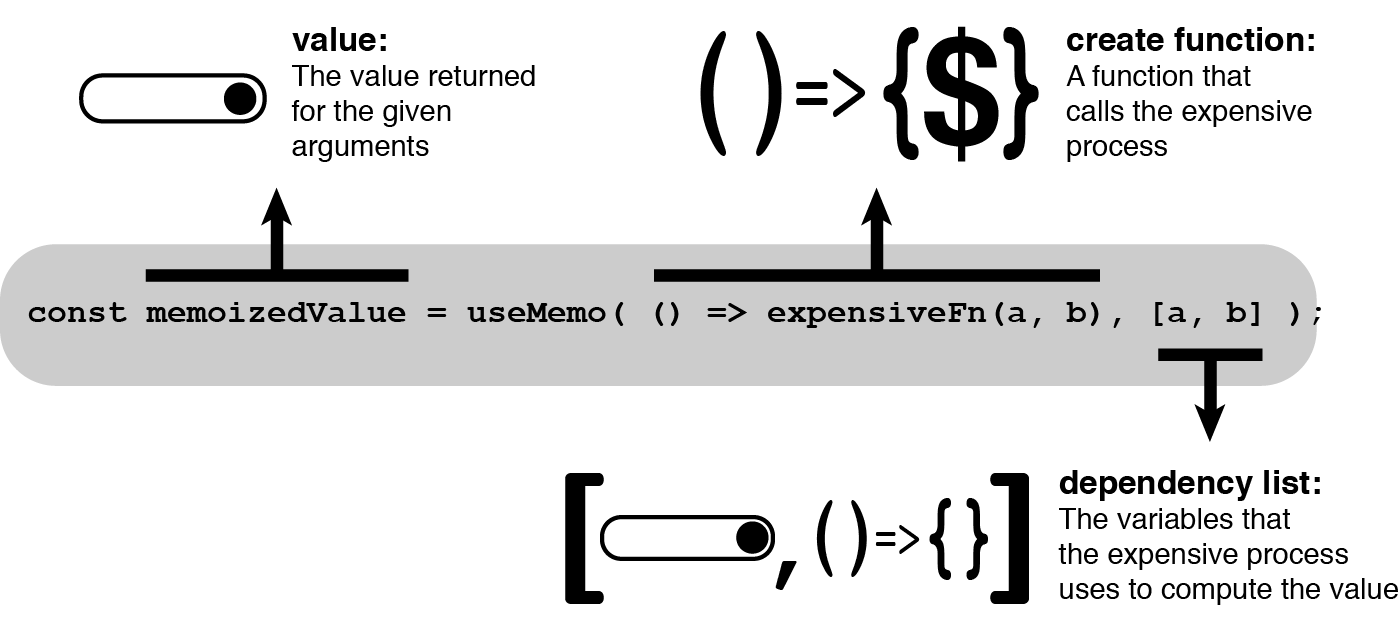 value:
The value returned
for the given
arguments
() => {$}
create function:
A function that
calls the expensive
process
const memoizedValue = useMemo( () => expensiveFn(a, b), [a, b] );
[ , () => {} ]
dependency list:
The variables that
the expensive process
uses to compute the value